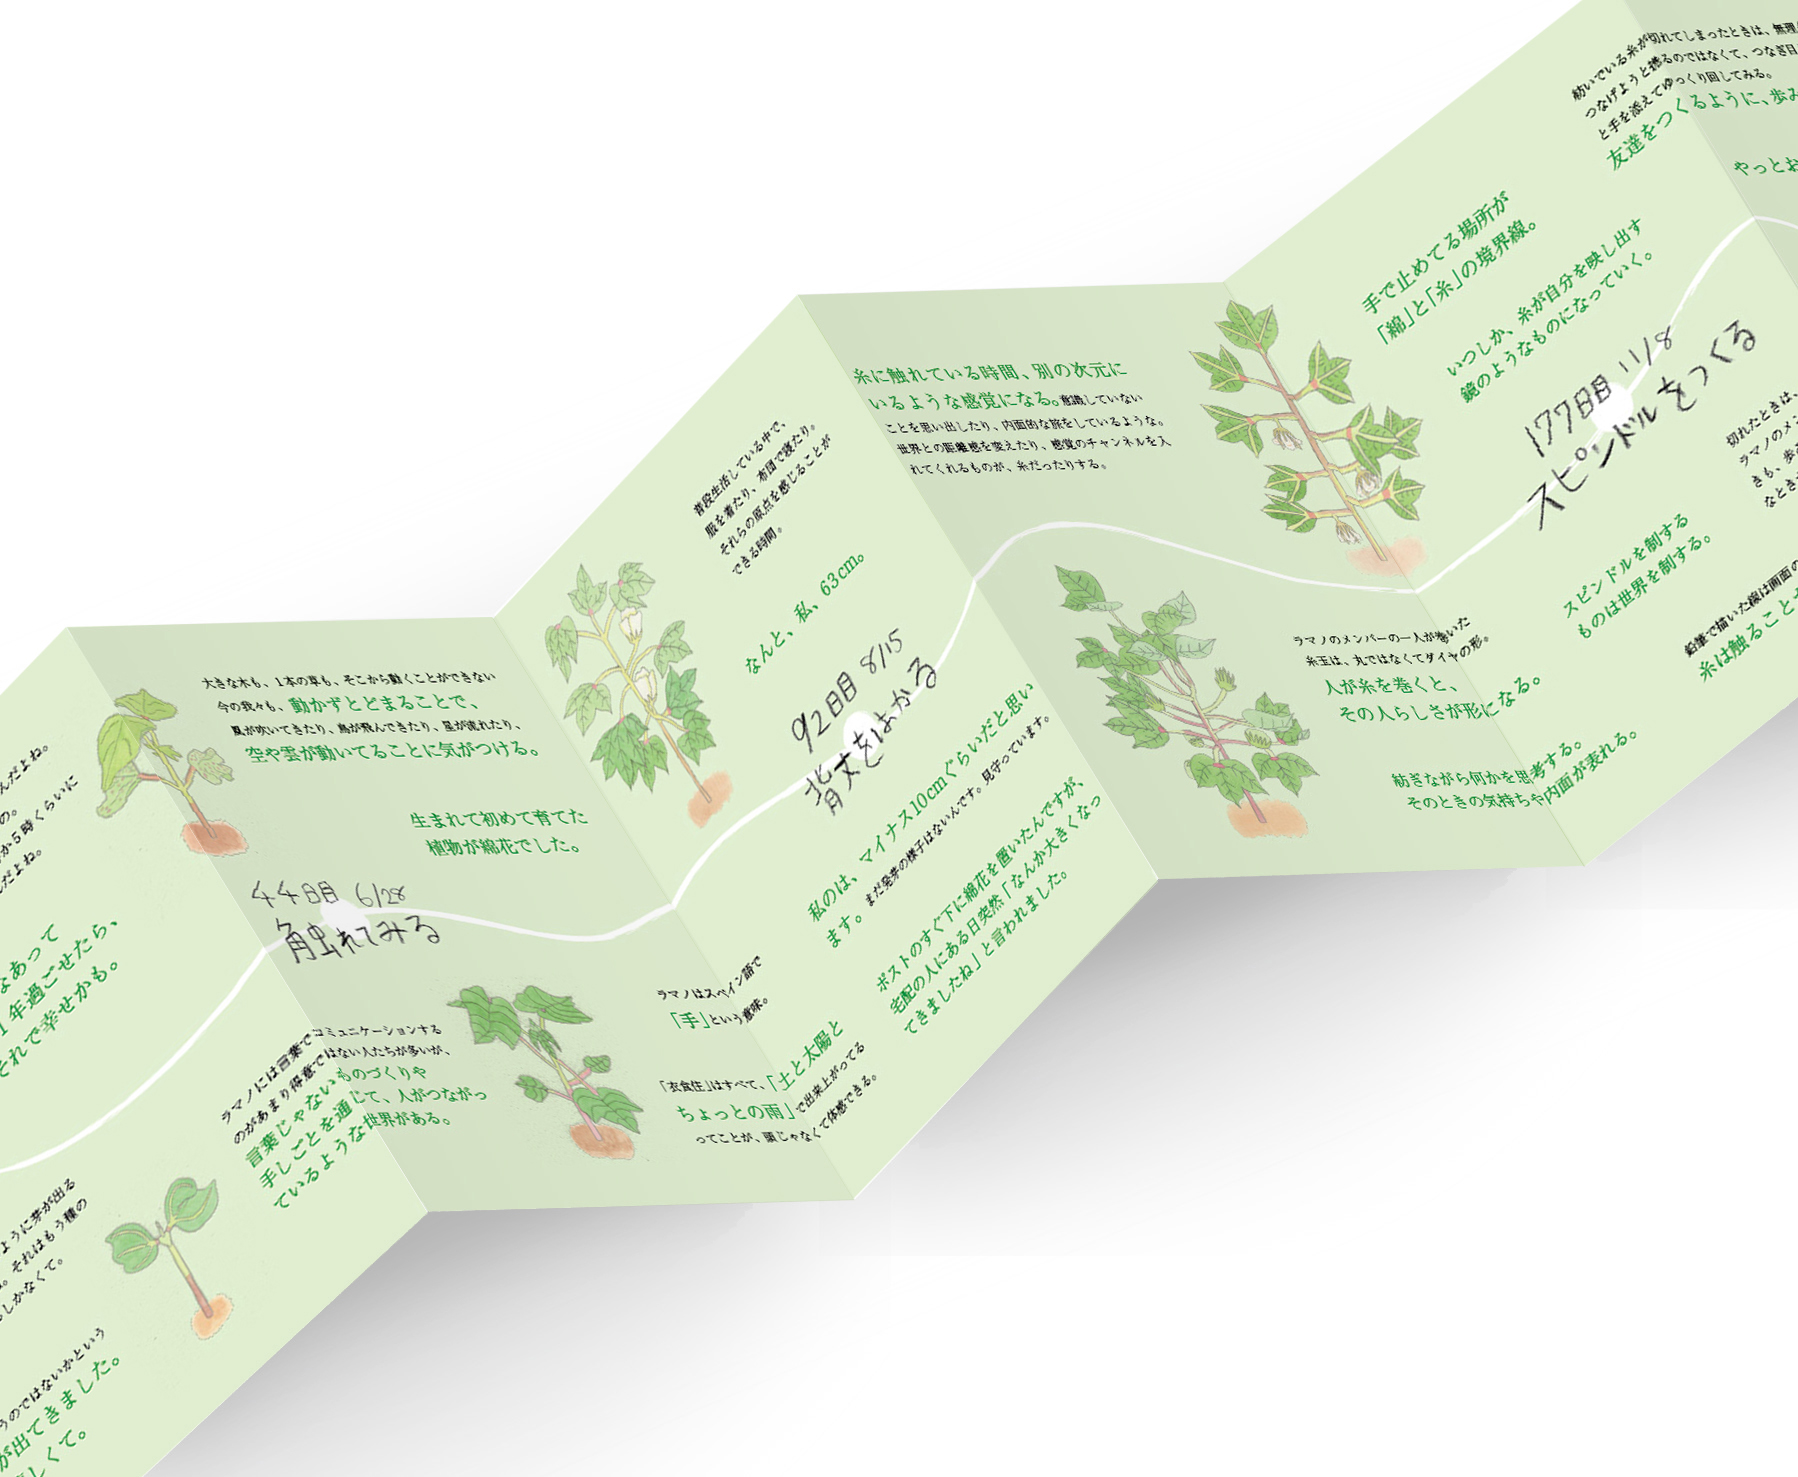 んだよね。
の。
か5時くらいに
んだよね。
なあって
1年過ごせたら、
それで幸せかも。
ように芽が出る
。それはもう種の
しかなくて。
うのではないかという
が出てきました。
しくて。
大きな木も、1本の草も、そこから動くことができない
今の我々も、動かずとどまることで、
風が吹いてきたり、鳥が飛んできたり、星が流れたり、
空や雲が動いてることに気がつける。
生まれて初めて育てた
植物が綿花でした。
44日目 6/28
触れてみる
ラマノには言葉でコミュニケーションする
のがあまり得意ではない人たちが多いが、
言葉じゃないものづくりや
手しごとを通じて、人がつながっ
ているような世界がある。
普段生活している中で、
服を着たり、布団で寝たり。
それらの原点を感じることが
できる時間。
なんと、私、63cm。
92日目 8/15
背丈をはかる
私のは、マイナス10cmぐらいだと思い
ます。まだ発芽の様子はないんです。見守っています。
ポストのすぐ下に綿花を置いたんですが、
宅配の人にある日突然「なんか大きくなっ
てきましたね」と言われました。
ラマノはスペイン語で
「手」という意味。
「衣食住」はすべて、「土と太陽と
ちょっとの雨」で出来上がってる
ってことが、頭じゃなくて体感できる。
糸に触れている時間、別の次元に
いるような感覚になる。意識していない
ことを思い出したり、内面的な旅をしているような。
世界との距離感を変えたり、感覚のチャンネルを入
れてくれるものが、糸だったりする。
ラマノのメンバーの一人が巻いた
糸玉は、丸ではなくてダイヤの形。
人が糸を巻くと、
その人らしさが形になる。
紡ぎながら何かを思考する。
そのときの気持ちや内面が表れる。
手で止めてる場所が
「綿」と「糸」の境界線。
いつしか、糸が自分を映し出す
鏡のようなものになっていく。
177日目 11/8
スピンドルをつくる
スピンドルを制する
ものは世界を制する。
紡いでいる糸が切れてしまったときは、無理
つなげようと撚るのではなくて、つなぎ目
と手を添えてゆっくり回してみる。
友達をつくるように、歩み
やっとお
切れたときは、
ラマノのメン
きも、歩
なときあ
鉛筆で描いた線は画面の
糸は触ること